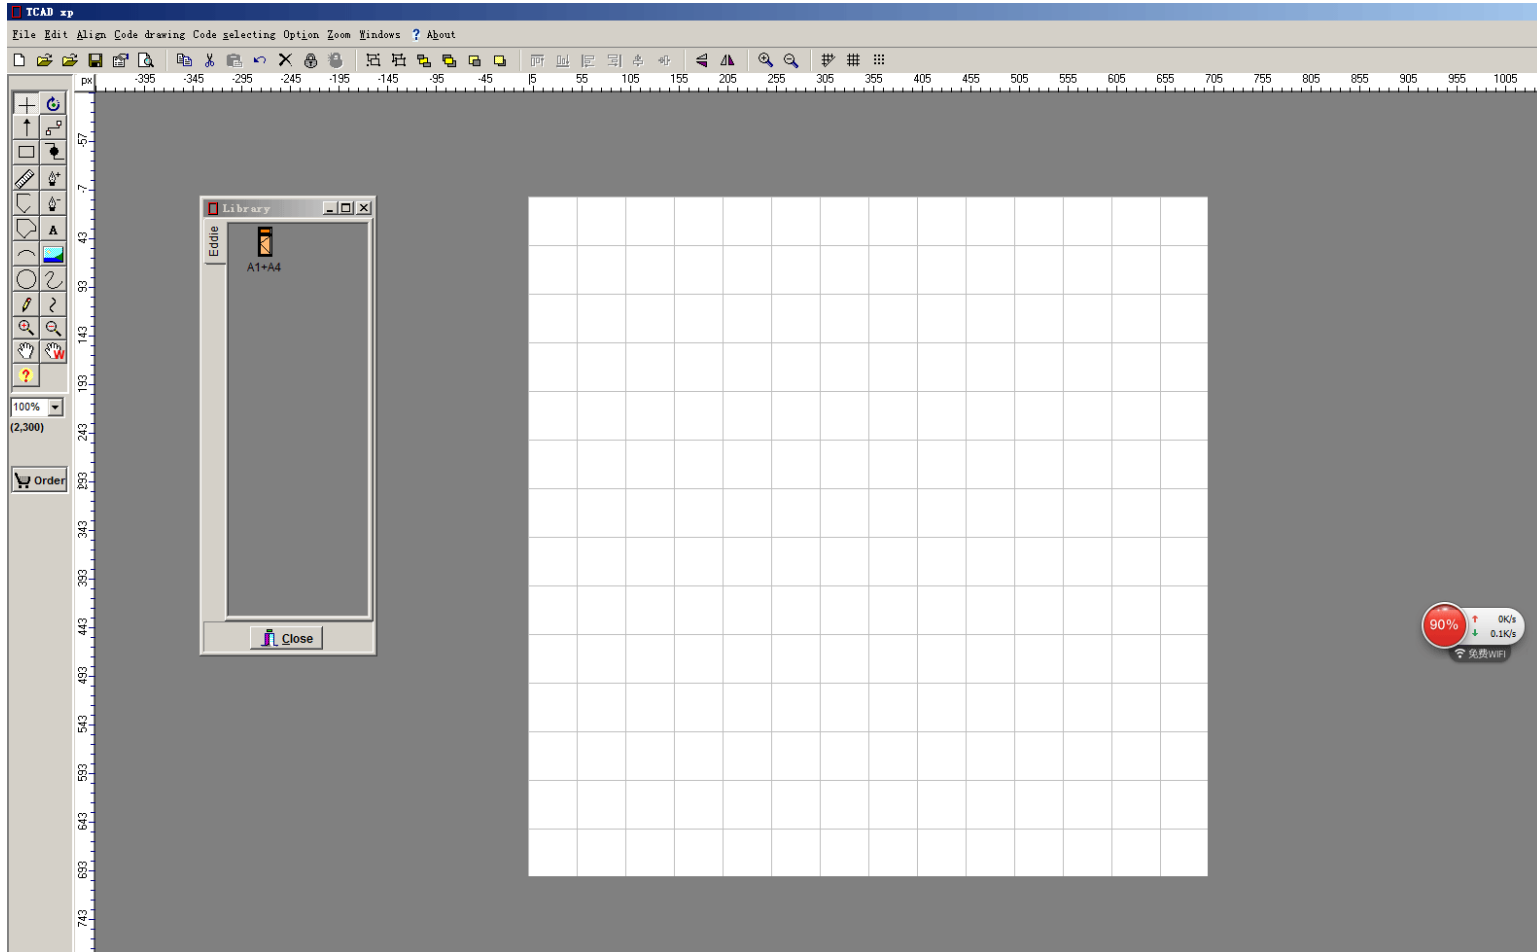 TCAD xp
File Edit Align Code drawing Code selecting Option Zoom Windows ? About
px -395 -345 -295 -245 -195 -145 -95 -45 5 55 105 155 205 255 305 355 405 455 505 555 605 655 705 755 805 855 905 955 1005
-57
-7
43
93
143
193
243
293
343
393
443
493
543
593
643
693
743
A
W
?
100%
(2,300)
Order
Library
Eddie
A1+A4
Close
90%
0K/s
0.1K/s
免费WIFI